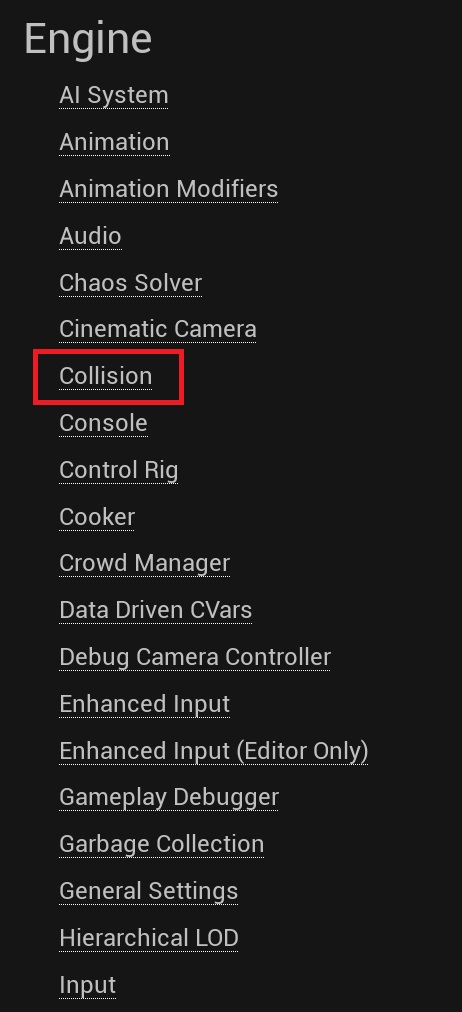 Engine
AI System
Animation
Animation Modifiers
Audio
Chaos Solver
Cinematic Camera
Collision
Console
Control Rig
Cooker
Crowd Manager
Data Driven CVars
Debug Camera Controller
Enhanced Input
Enhanced Input (Editor Only)
Gameplay Debugger
Garbage Collection
General Settings
Hierarchical LOD
Input